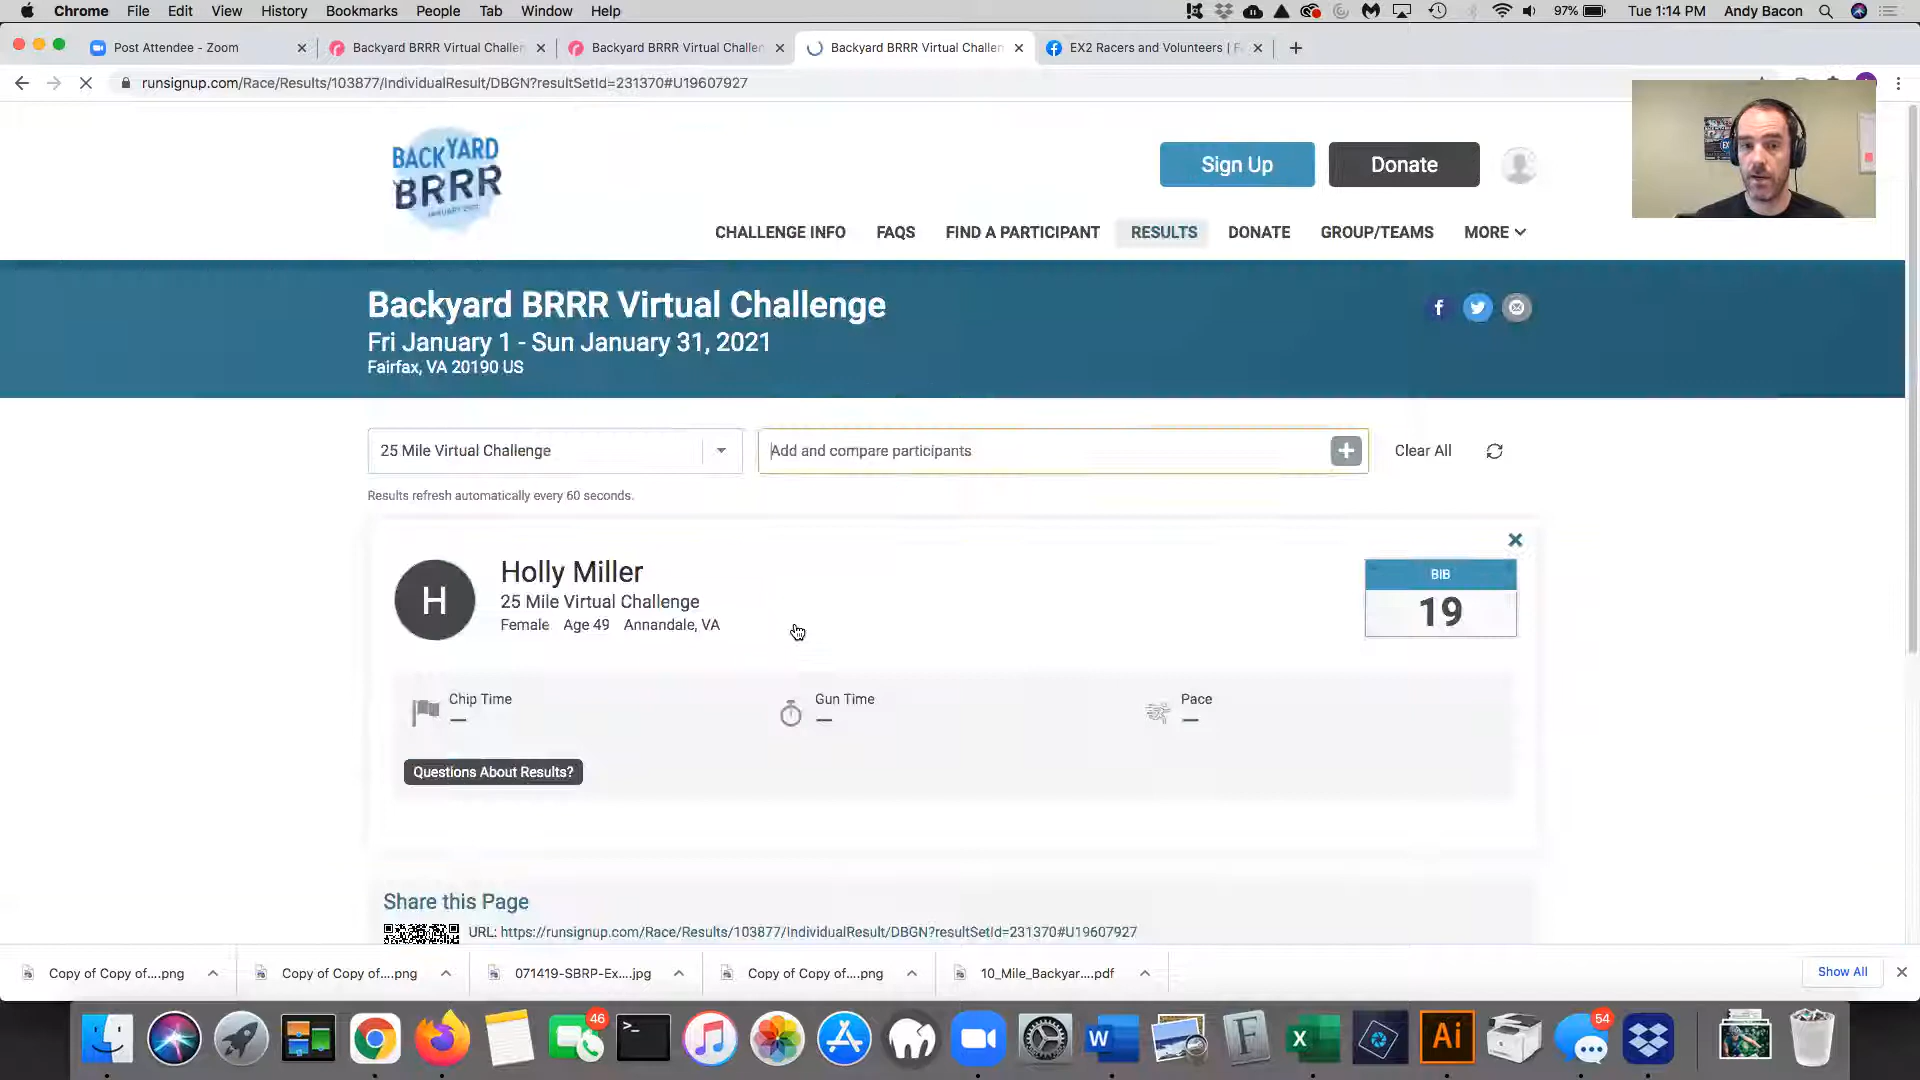 Chrome File Edit View History Bookmarks People Tab Window Help 97% Tue 1:14 PM Andy Bacon
Post Attendee - Zoom Backyard BRRR Virtual Challen Backyard BRRR Virtual Challen Backyard BRRR Virtual Challen EX2 Racers and Volunteers | F
runsignup.com/Race/Results/103877/IndividualResult/DBGN?resultSetId=231370#U19607927
BACKYARD
BRRR
JANUARY 2021
Sign Up Donate
CHALLENGE INFO FAQS FIND A PARTICIPANT RESULTS DONATE GROUP/TEAMS MORE
Backyard BRRR Virtual Challenge
Fri January 1 - Sun January 31, 2021
Fairfax, VA 20190 US
25 Mile Virtual Challenge Add and compare participants Clear All
Results refresh automatically every 60 seconds.
H
Holly Miller
25 Mile Virtual Challenge
Female Age 49 Annandale, VA
BIB
19
Chip Time Gun Time Pace
— — —
Questions About Results?
Share this Page
URL: https://runsignup.com/Race/Results/103877/IndividualResult/DBGN?resultSetId=231370#U19607927
Copy of Copy of....png Copy of Copy of....png 071419-SBRP-Ex....jpg Copy of Copy of....png 10_Mile_Backyar....pdf Show All
46 54
W X Ai